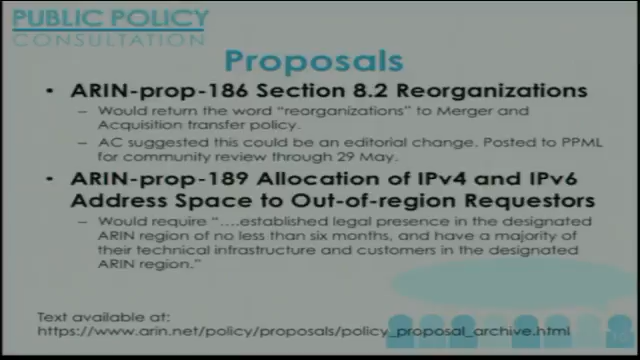 PUBLIC POLICY
CONSULTATION
Proposals
• ARIN-prop-186 Section 8.2 Reorganizations
– Would return the word “reorganizations” to Merger and
Acquisition transfer policy.
– AC suggested this could be an editorial change. Posted to PPML
for community review through 29 May.
• ARIN-prop-189 Allocation of IPv4 and IPv6
Address Space to Out-of-region Requestors
– Would require “….established legal presence in the designated
ARIN region of no less than six months, and have a majority of
their technical infrastructure and customers in the designated
ARIN region.”
Text available at:
https://www.arin.net/policy/proposals/policy_proposal_archive.html